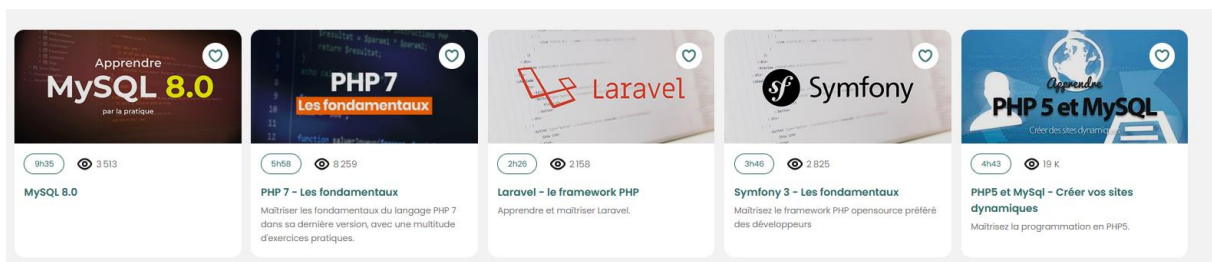 Apprendre
MySQL 8.0
par la pratique
9h35
3 513
MySQL 8.0
PHP 7
Les fondamentaux
5h58
8 259
PHP 7 - Les fondamentaux
Maîtriser les fondamentaux du langage PHP 7
dans sa dernière version, avec une multitude
d'exercices pratiques.
Laravel
2h26
2 158
Laravel - le framework PHP
Apprendre et maîtriser Laravel.
sf Symfony
3h46
2 825
Symfony 3 - Les fondamentaux
Maîtrisez le framework PHP opensource préféré
des développeurs
Apprendre
PHP 5 et MySQL
Créer des sites dynamiques
4h43
19 K
PHP5 et MySql - Créer vos sites
dynamiques
Maîtrisez la programmation en PHP5.